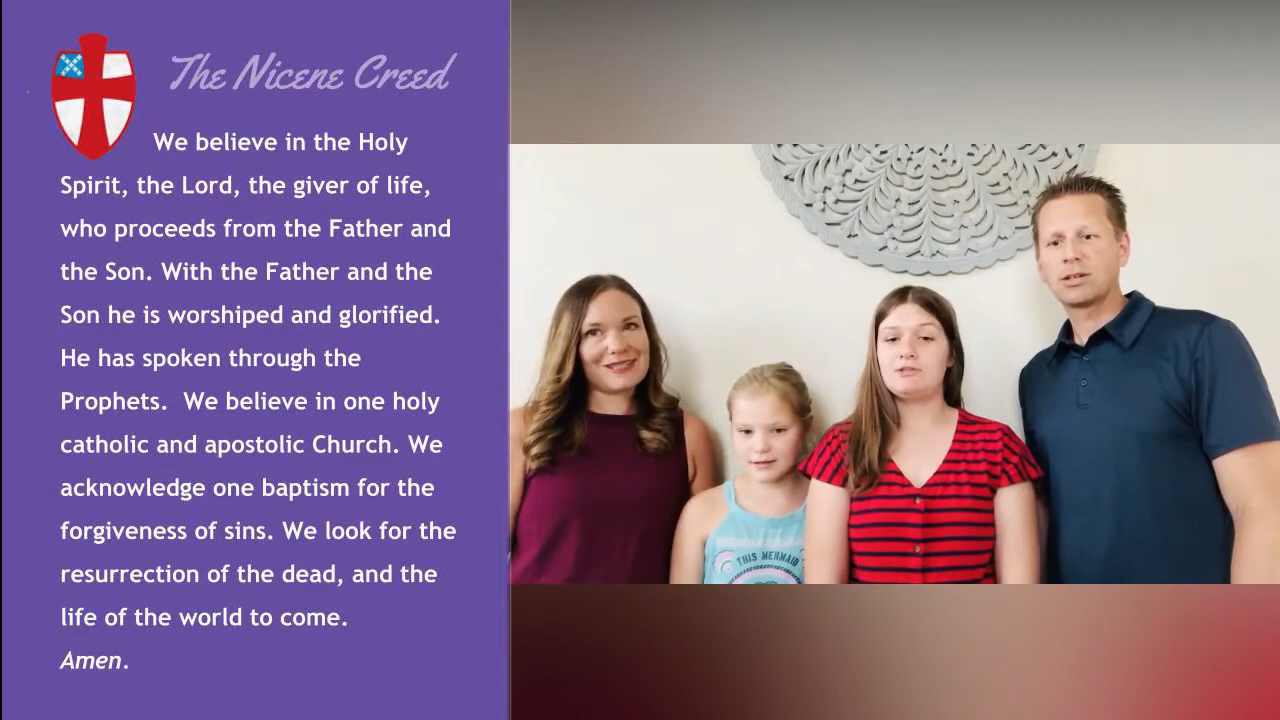 The Nicene Creed
We believe in the Holy
Spirit, the Lord, the giver of life,
who proceeds from the Father and
the Son. With the Father and the
Son he is worshiped and glorified.
He has spoken through the
Prophets.  We believe in one holy
catholic and apostolic Church. We
acknowledge one baptism for the
forgiveness of sins. We look for the
resurrection of the dead, and the
life of the world to come.
Amen.
THIS MERMAID